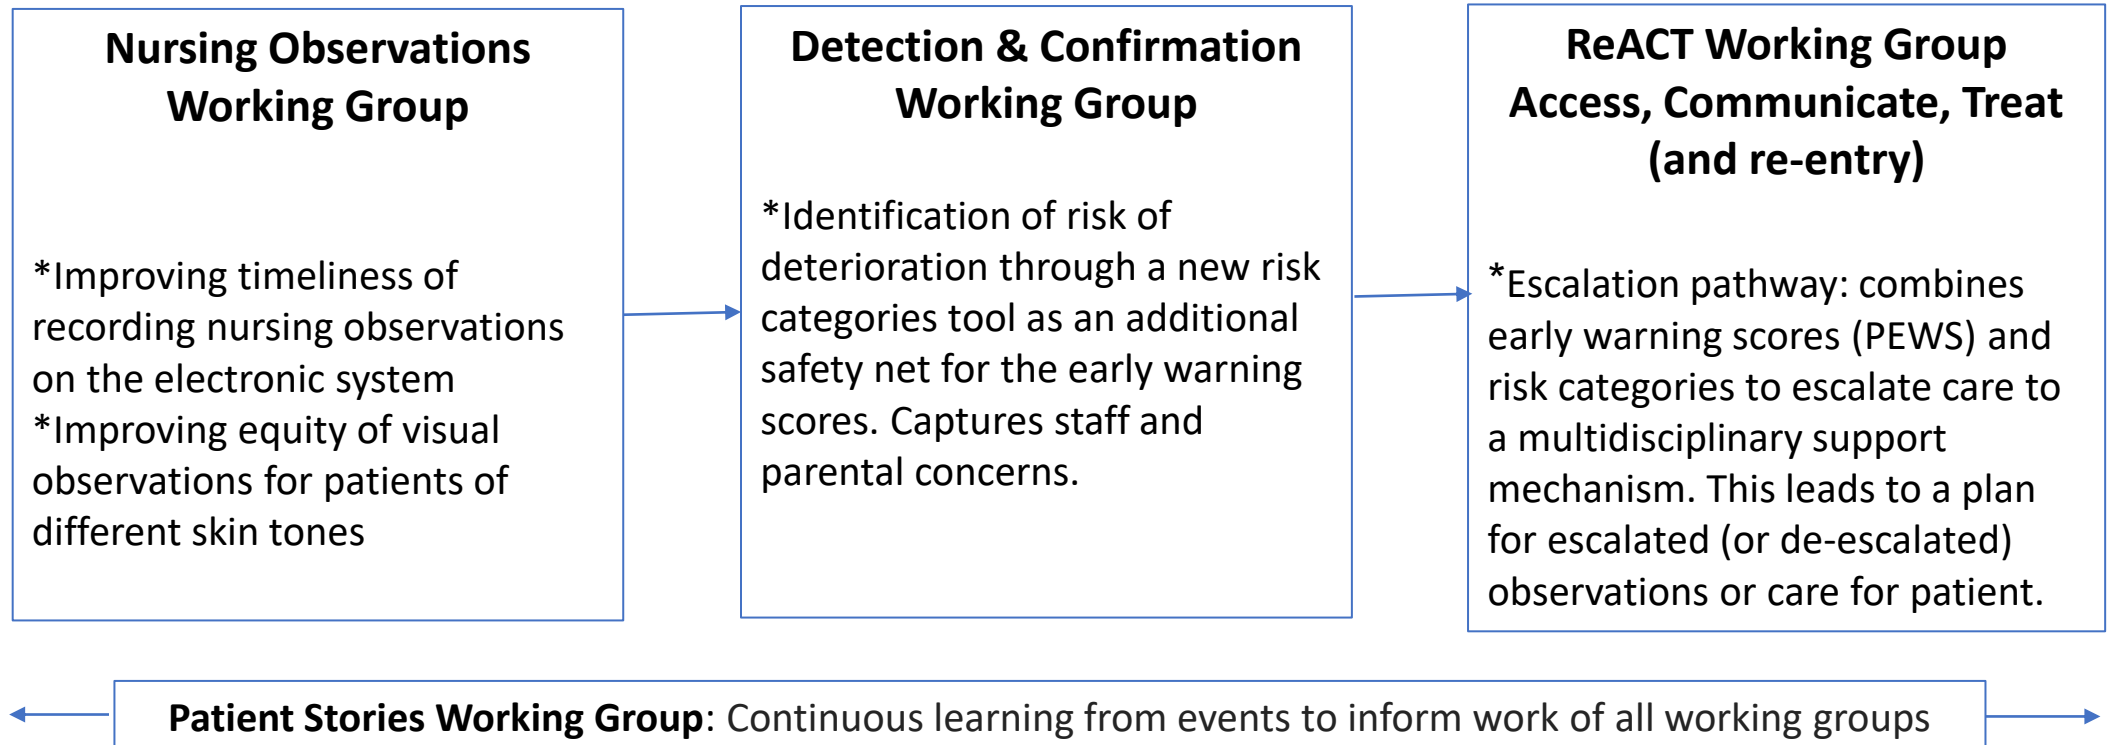 Nursing Observations
Working Group
*Improving timeliness of
recording nursing observations
on the electronic system
*Improving equity of visual
observations for patients of
different skin tones
Detection & Confirmation
Working Group
*Identification of risk of
deterioration through a new risk
categories tool as an additional
safety net for the early warning
scores. Captures staff and
parental concerns.
ReACT Working Group
Access, Communicate, Treat
(and re-entry)
*Escalation pathway: combines
early warning scores (PEWS) and
risk categories to escalate care to
a multidisciplinary support
mechanism. This leads to a plan
for escalated (or de-escalated)
observations or care for patient.
Patient Stories Working Group: Continuous learning from events to inform work of all working groups